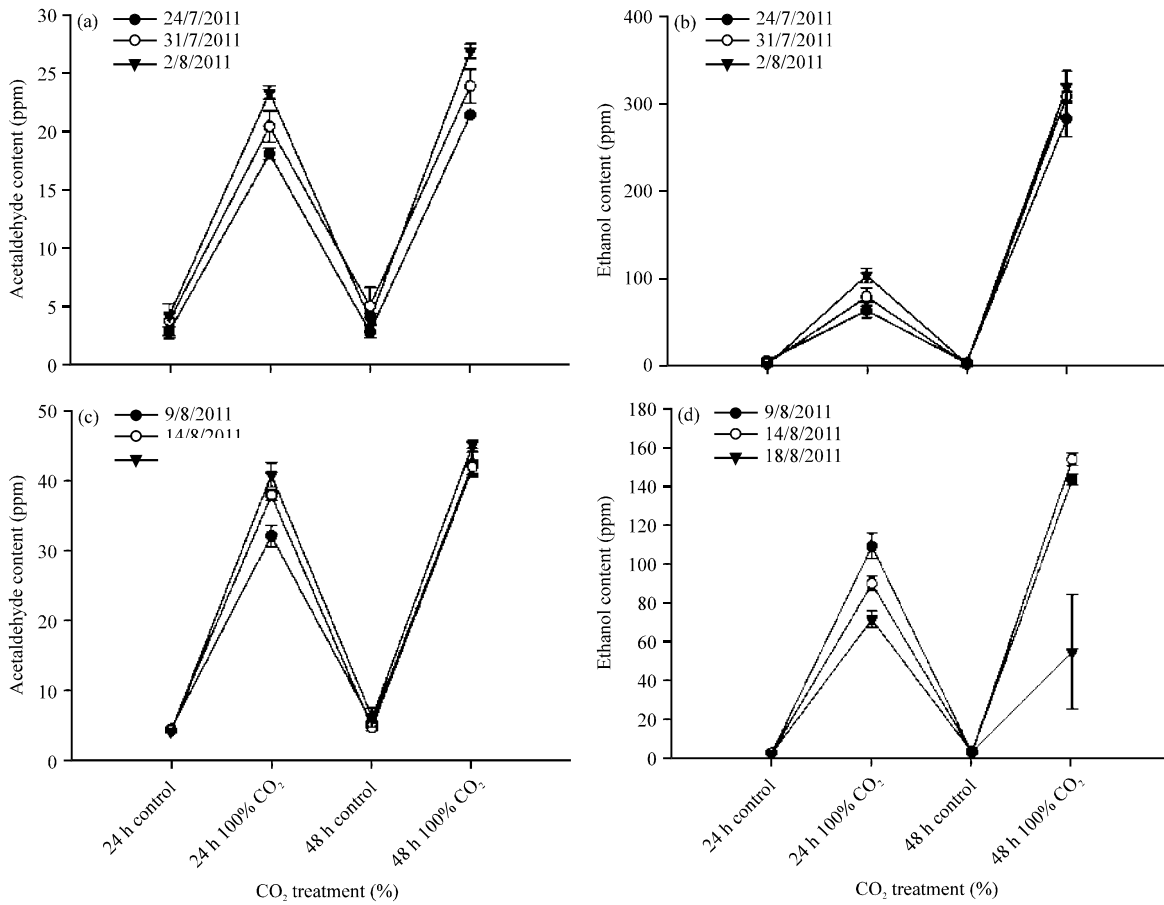 (a)
24/7/2011
31/7/2011
2/8/2011
Acetaldehyde content (ppm)
30
25
20
15
10
5
0
(b)
24/7/2011
31/7/2011
2/8/2011
Ethanol content (ppm)
400
300
200
100
0
(c)
9/8/2011
14/8/2011
Acetaldehyde content (ppm)
50
40
30
20
10
0
24 h control
24 h 100% CO₂
48 h control
48 h 100% CO₂
CO₂ treatment (%)
(d)
9/8/2011
14/8/2011
18/8/2011
Ethanol content (ppm)
180
160
140
120
100
80
60
40
20
0
24 h control
24 h 100% CO₂
48 h control
48 h 100% CO₂
CO₂ treatment (%)